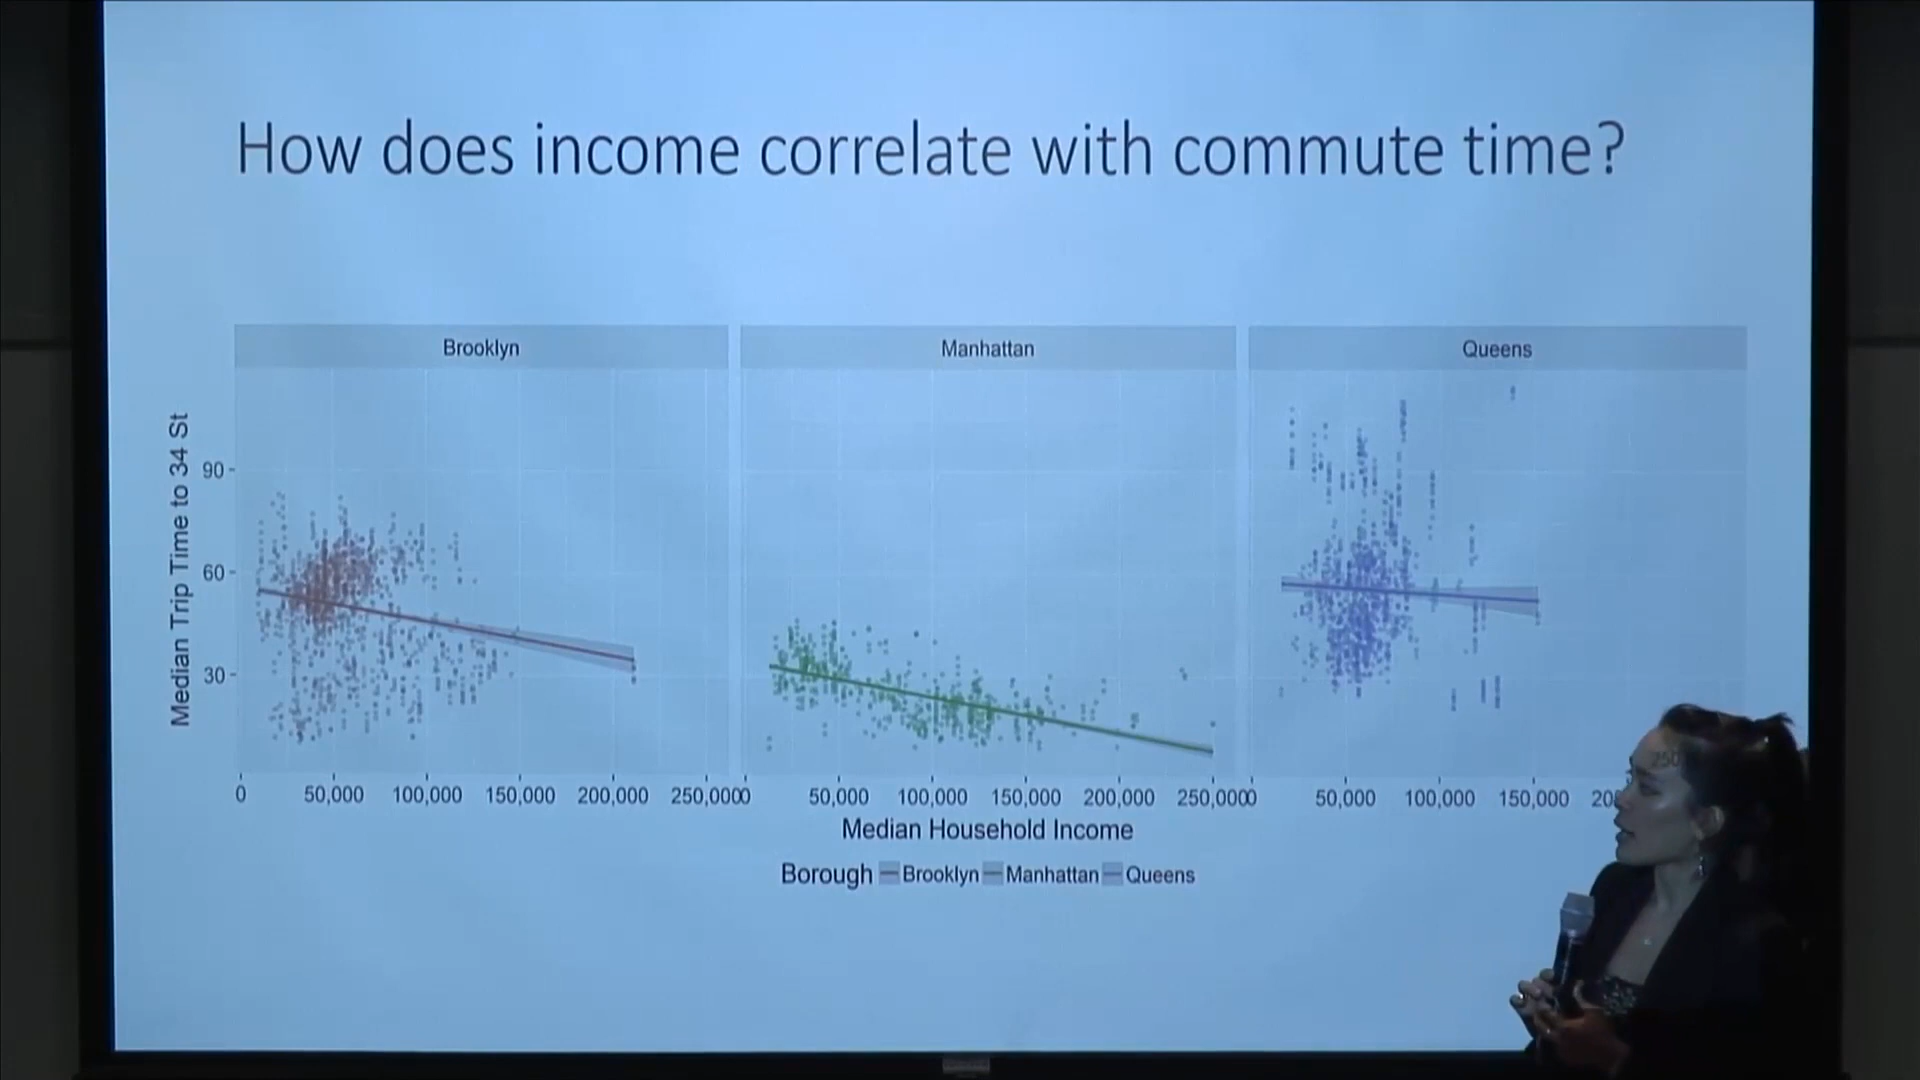 How does income correlate with commute time?
Brooklyn
Manhattan
Queens
Median Trip Time to 34 St
90
60
30
0 50,000 100,000 150,000 200,000 250,000
0 50,000 100,000 150,000 200,000 250,000
0 50,000 100,000 150,000
Median Household Income
Borough Brooklyn Manhattan Queens